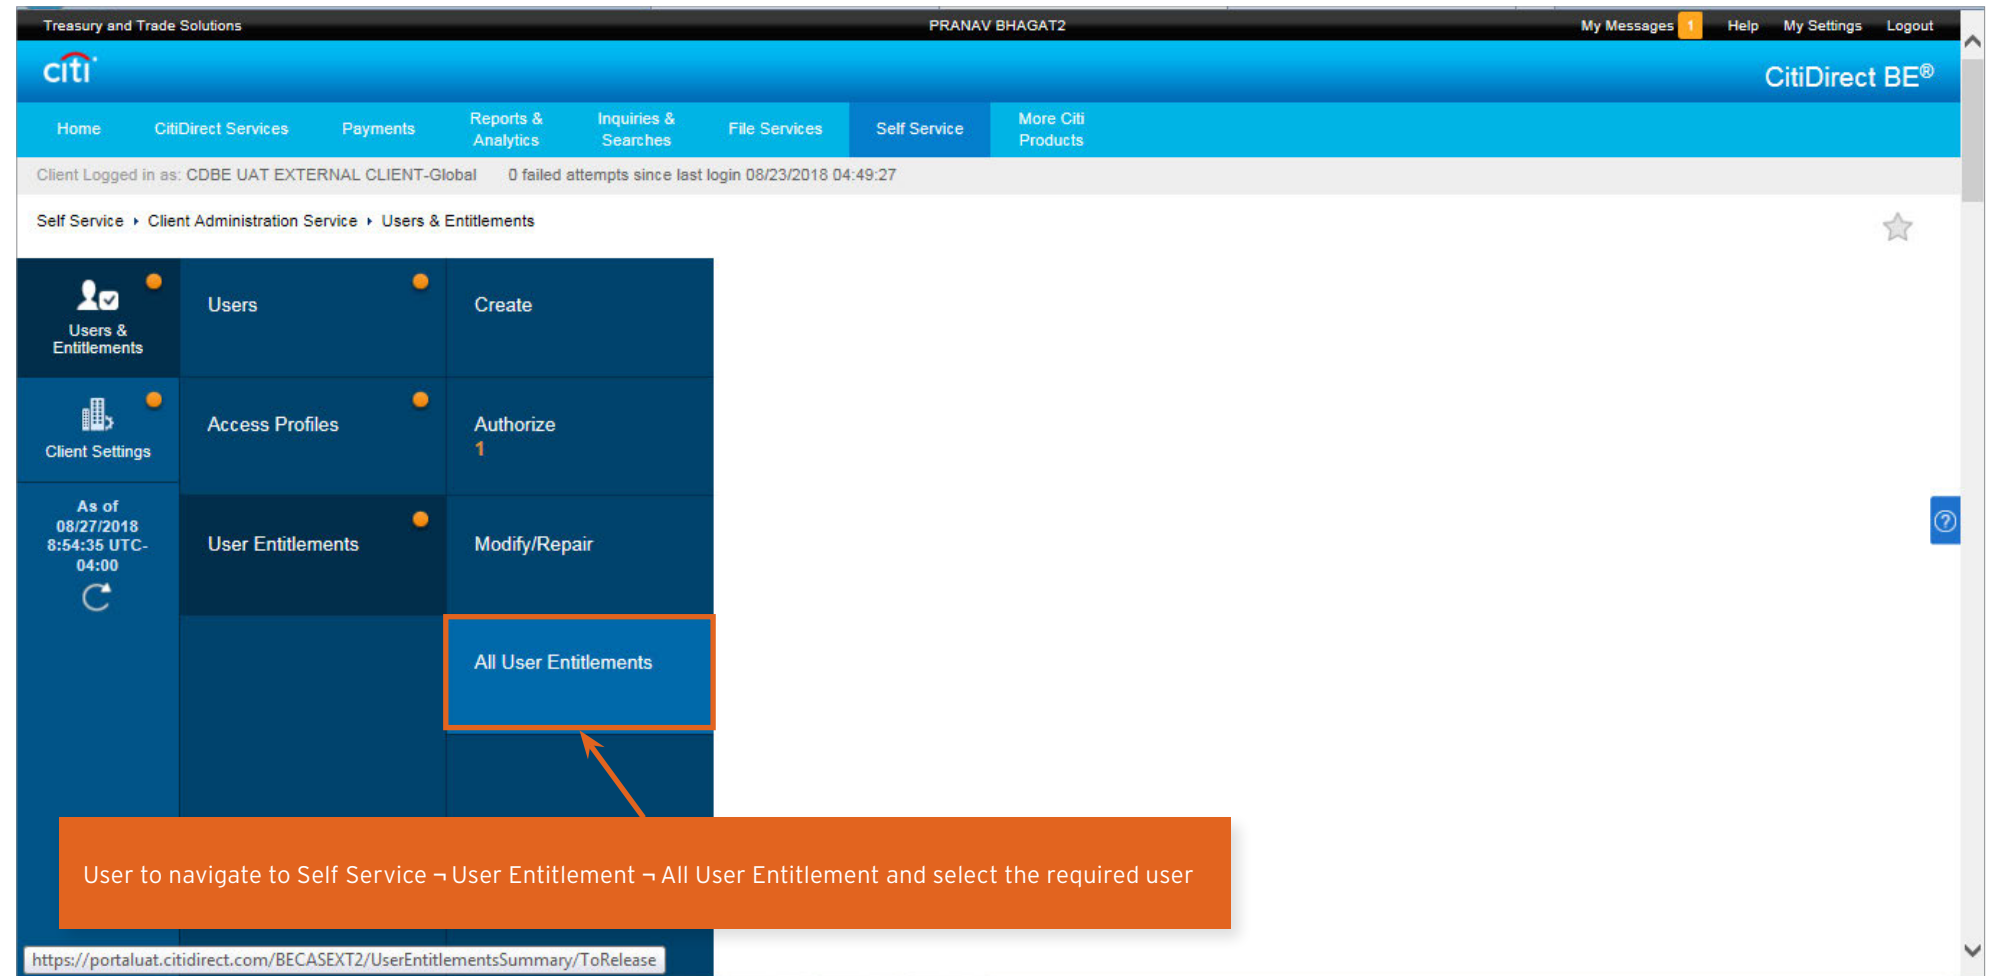 Treasury and Trade Solutions
PRANAV BHAGAT2
My Messages 1 Help My Settings Logout
citi
CitiDirect BE®
Home
CitiDirect Services
Payments
Reports &
Analytics
Inquiries &
Searches
File Services
Self Service
More Citi
Products
Client Logged in as: CDBE UAT EXTERNAL CLIENT-Global 0 failed attempts since last login 08/23/2018 04:49:27
Self Service ‣ Client Administration Service ‣ Users & Entitlements
Users &
Entitlements
Users
Create
Client Settings
Access Profiles
Authorize
1
As of
08/27/2018
8:54:35 UTC-
04:00
User Entitlements
Modify/Repair
?
All User Entitlements
User to navigate to Self Service ¬ User Entitlement ¬ All User Entitlement and select the required user
https://portaluat.citidirect.com/BECASEXT2/UserEntitlementsSummary/ToRelease